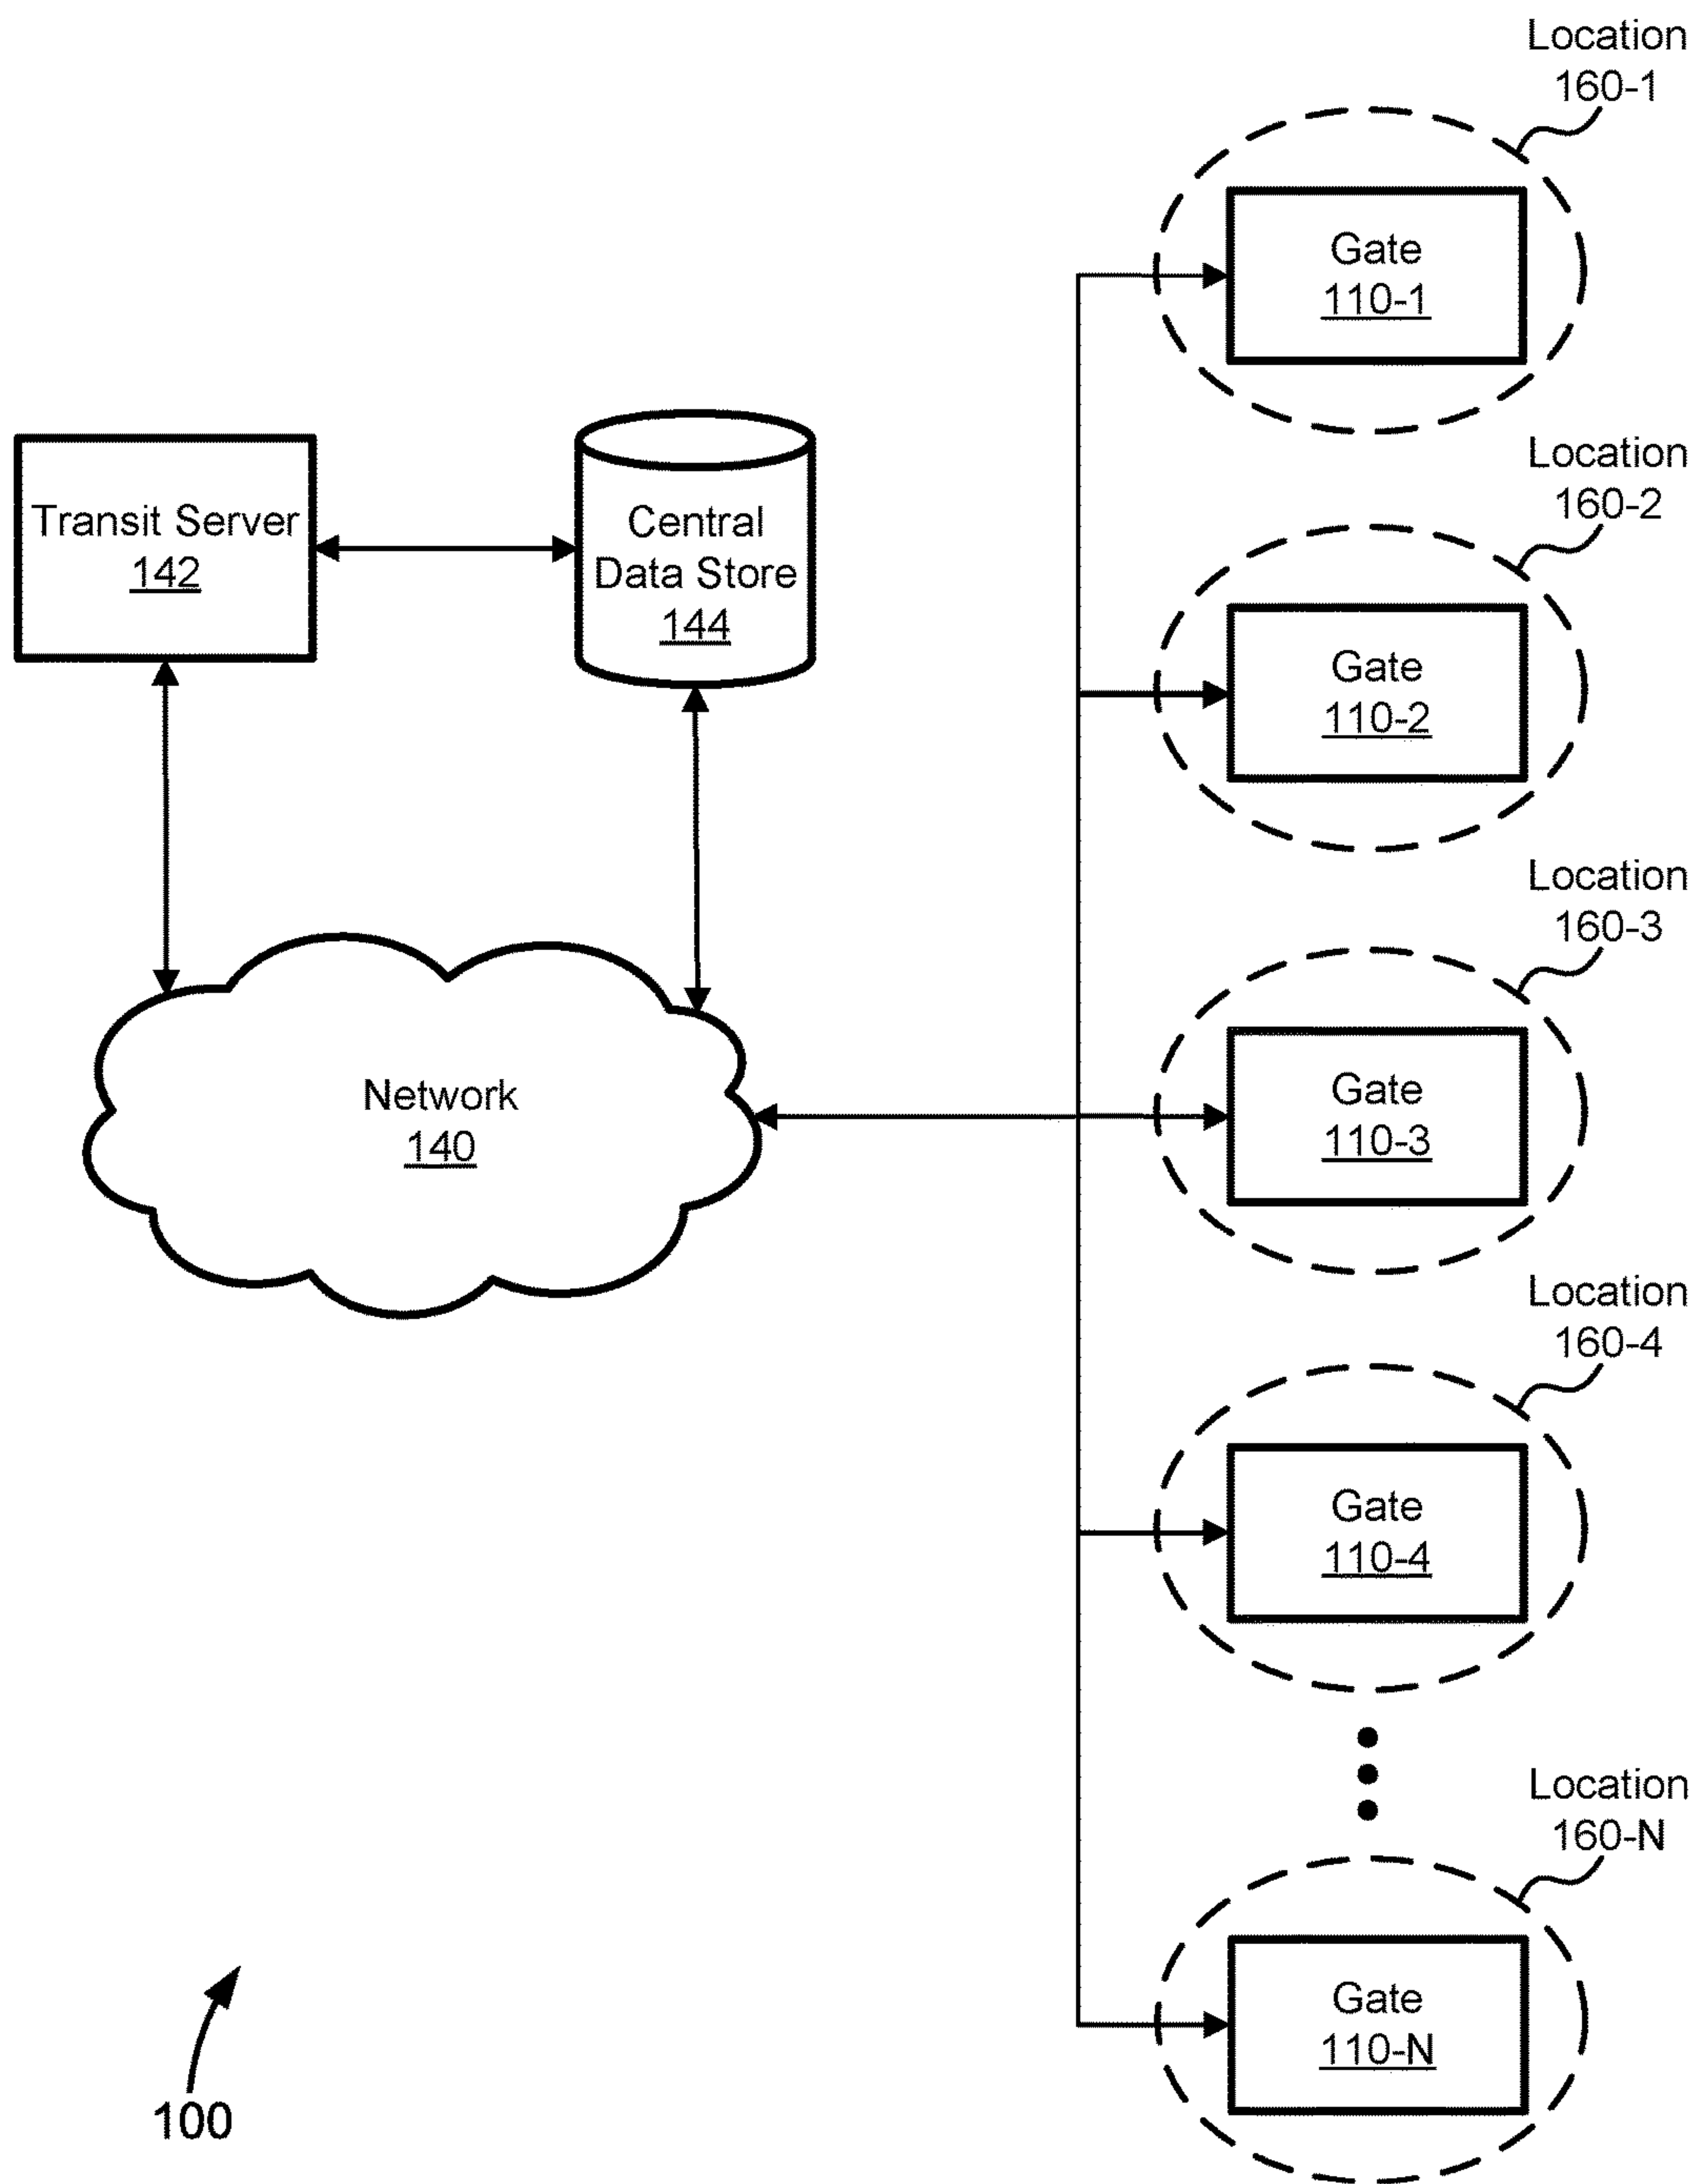 Location
160-1
Gate
110-1
Transit Server
142
Central
Data Store
144
Location
160-2
Gate
110-2
Location
160-3
Network
140
Gate
110-3
Location
160-4
Gate
110-4
Location
160-N
Gate
110-N
100